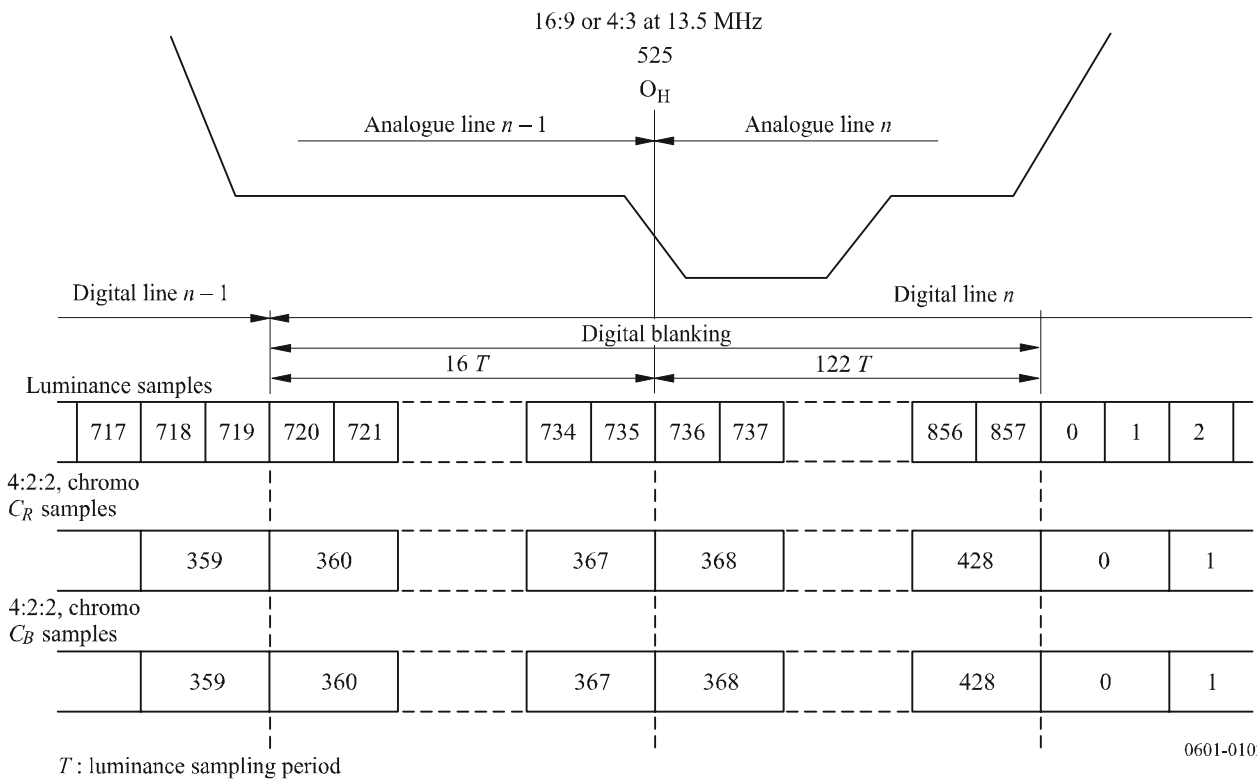 16:9 or 4:3 at 13.5 MHz
525
O_H
Analogue line n – 1
Analogue line n
Digital line n – 1
Digital line n
Digital blanking
16 T
122 T
Luminance samples
717 718 719 720 721 734 735 736 737 856 857 0 1 2
4:2:2, chromo
C_R samples
359 360 367 368 428 0 1
4:2:2, chromo
C_B samples
359 360 367 368 428 0 1
0601-010
T : luminance sampling period